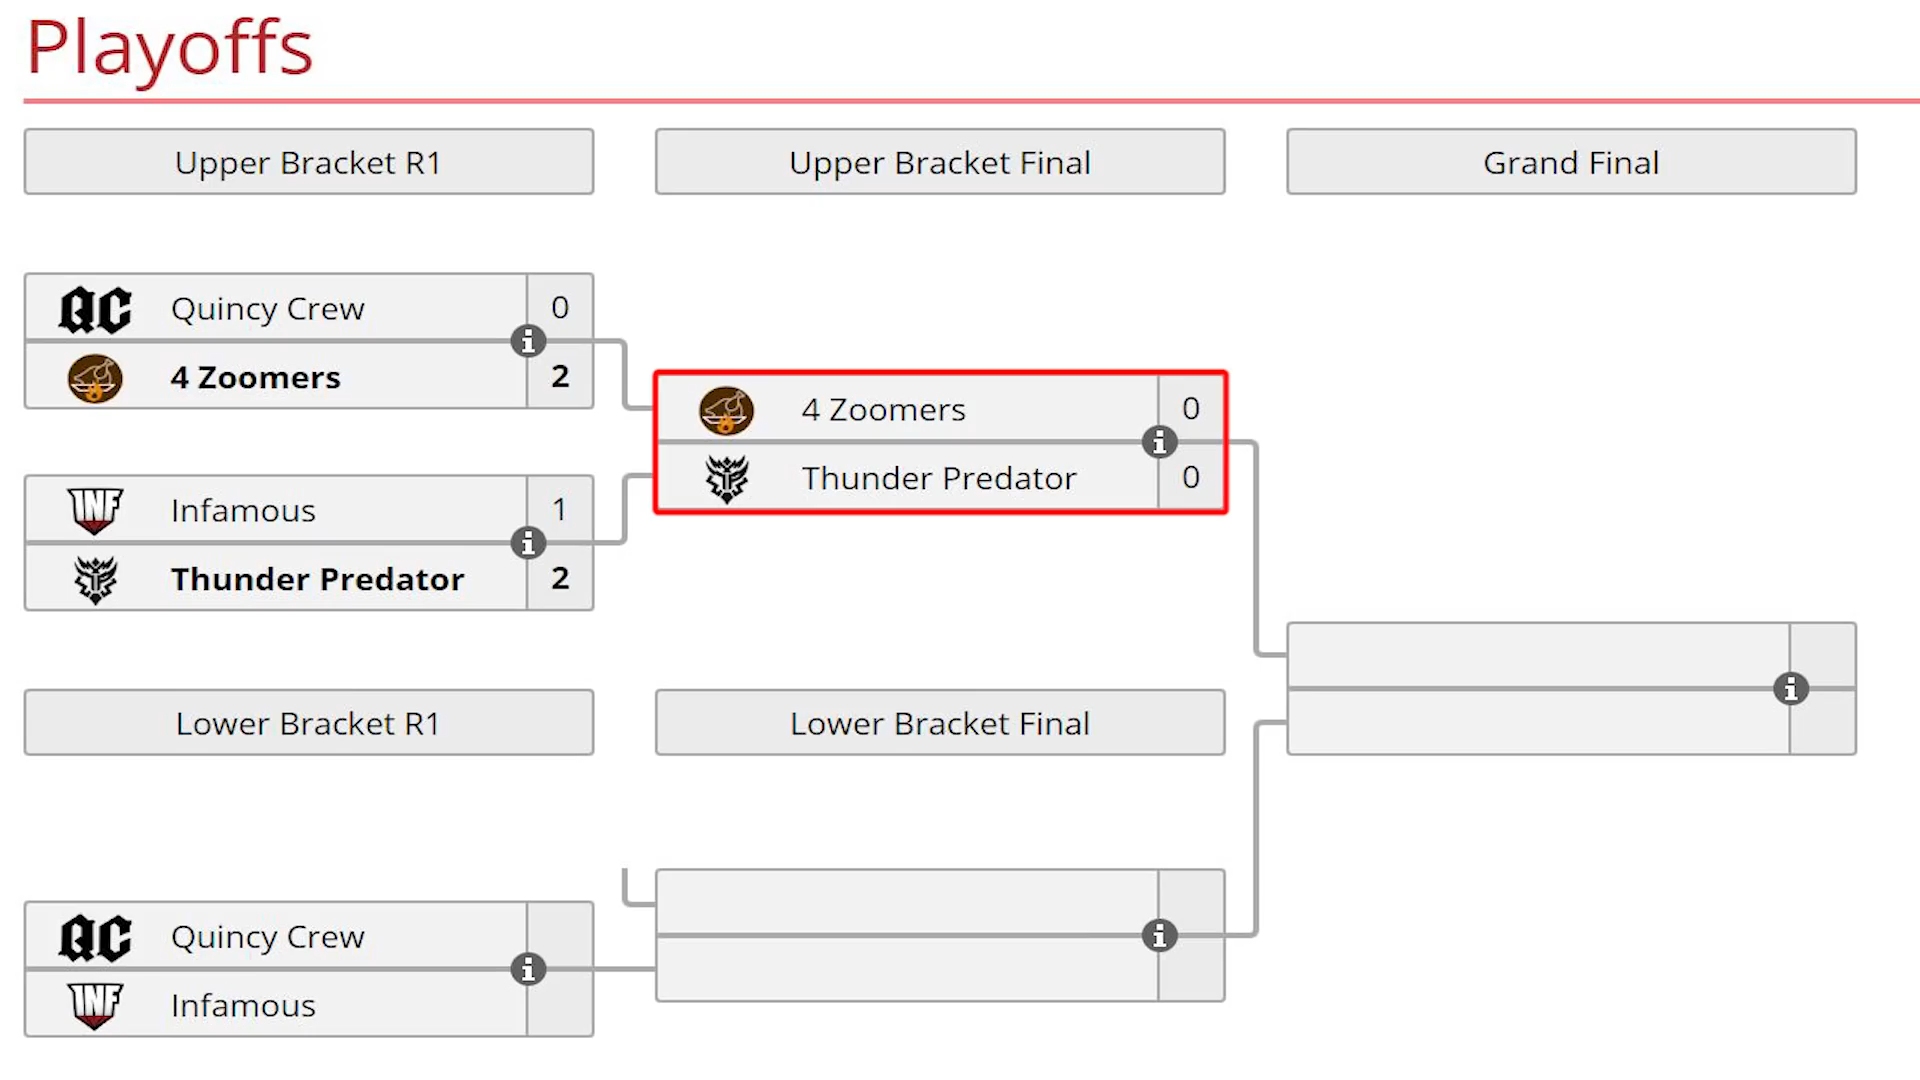 Playoffs
Upper Bracket R1
Upper Bracket Final
Grand Final
QC Quincy Crew 0
4 Zoomers 2
4 Zoomers 0
Thunder Predator 0
INF Infamous 1
Thunder Predator 2
Lower Bracket R1
Lower Bracket Final
QC Quincy Crew
INF Infamous